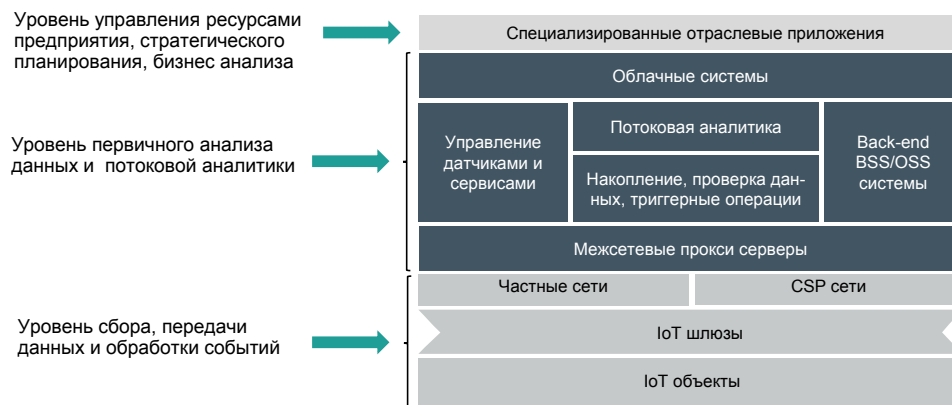 Уровень управления ресурсами
предприятия, стратегического
планирования, бизнес анализа
Специализированные отраслевые приложения
Облачные системы
Уровень первичного анализа
данных и потоковой аналитики
Управление
датчиками и
сервисами
Потоковая аналитика
Накопление, проверка дан-
ных, триггерные операции
Back-end
BSS/OSS
системы
Межсетевые прокси серверы
Уровень сбора, передачи
данных и обработки событий
Частные сети
CSP сети
IoT шлюзы
IoT объекты